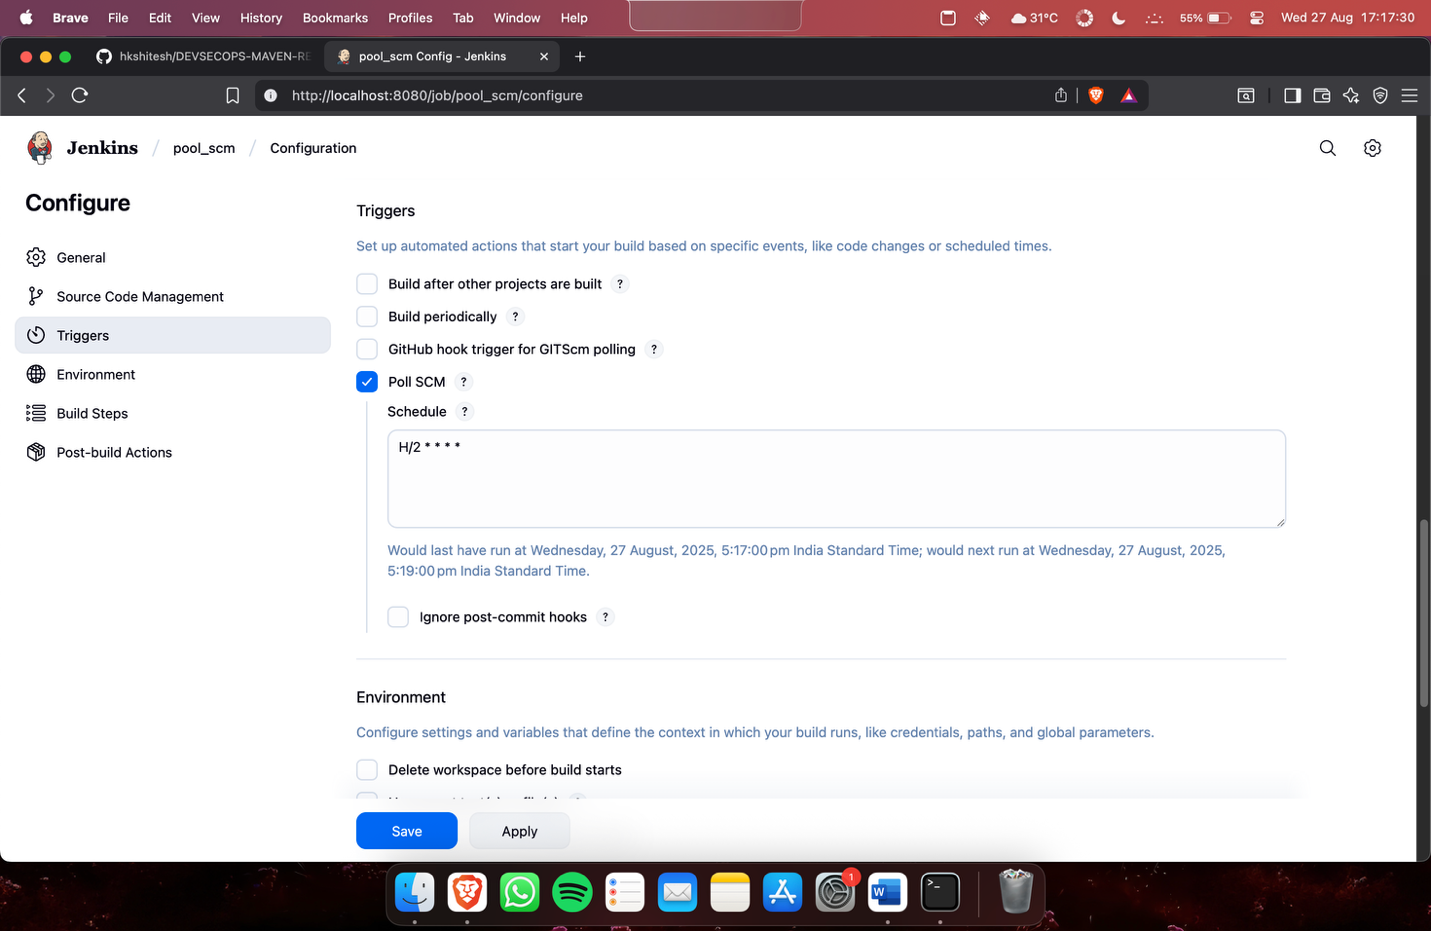 Brave File Edit View History Bookmarks Profiles Tab Window Help 31°C 55% Wed 27 Aug 17:17:30
hkshitesh/DEVSECOPS-MAVEN-RE pool_scm Config - Jenkins
http://localhost:8080/job/pool_scm/configure
Jenkins / pool_scm / Configuration
Configure
General
Source Code Management
Triggers
Environment
Build Steps
Post-build Actions
Triggers
Set up automated actions that start your build based on specific events, like code changes or scheduled times.
Build after other projects are built ?
Build periodically ?
GitHub hook trigger for GITScm polling ?
Poll SCM ?
Schedule ?
H/2 * * * *
Would last have run at Wednesday, 27 August, 2025, 5:17:00 pm India Standard Time; would next run at Wednesday, 27 August, 2025,
5:19:00 pm India Standard Time.
Ignore post-commit hooks ?
Environment
Configure settings and variables that define the context in which your build runs, like credentials, paths, and global parameters.
Delete workspace before build starts
Save Apply
1
W
>_